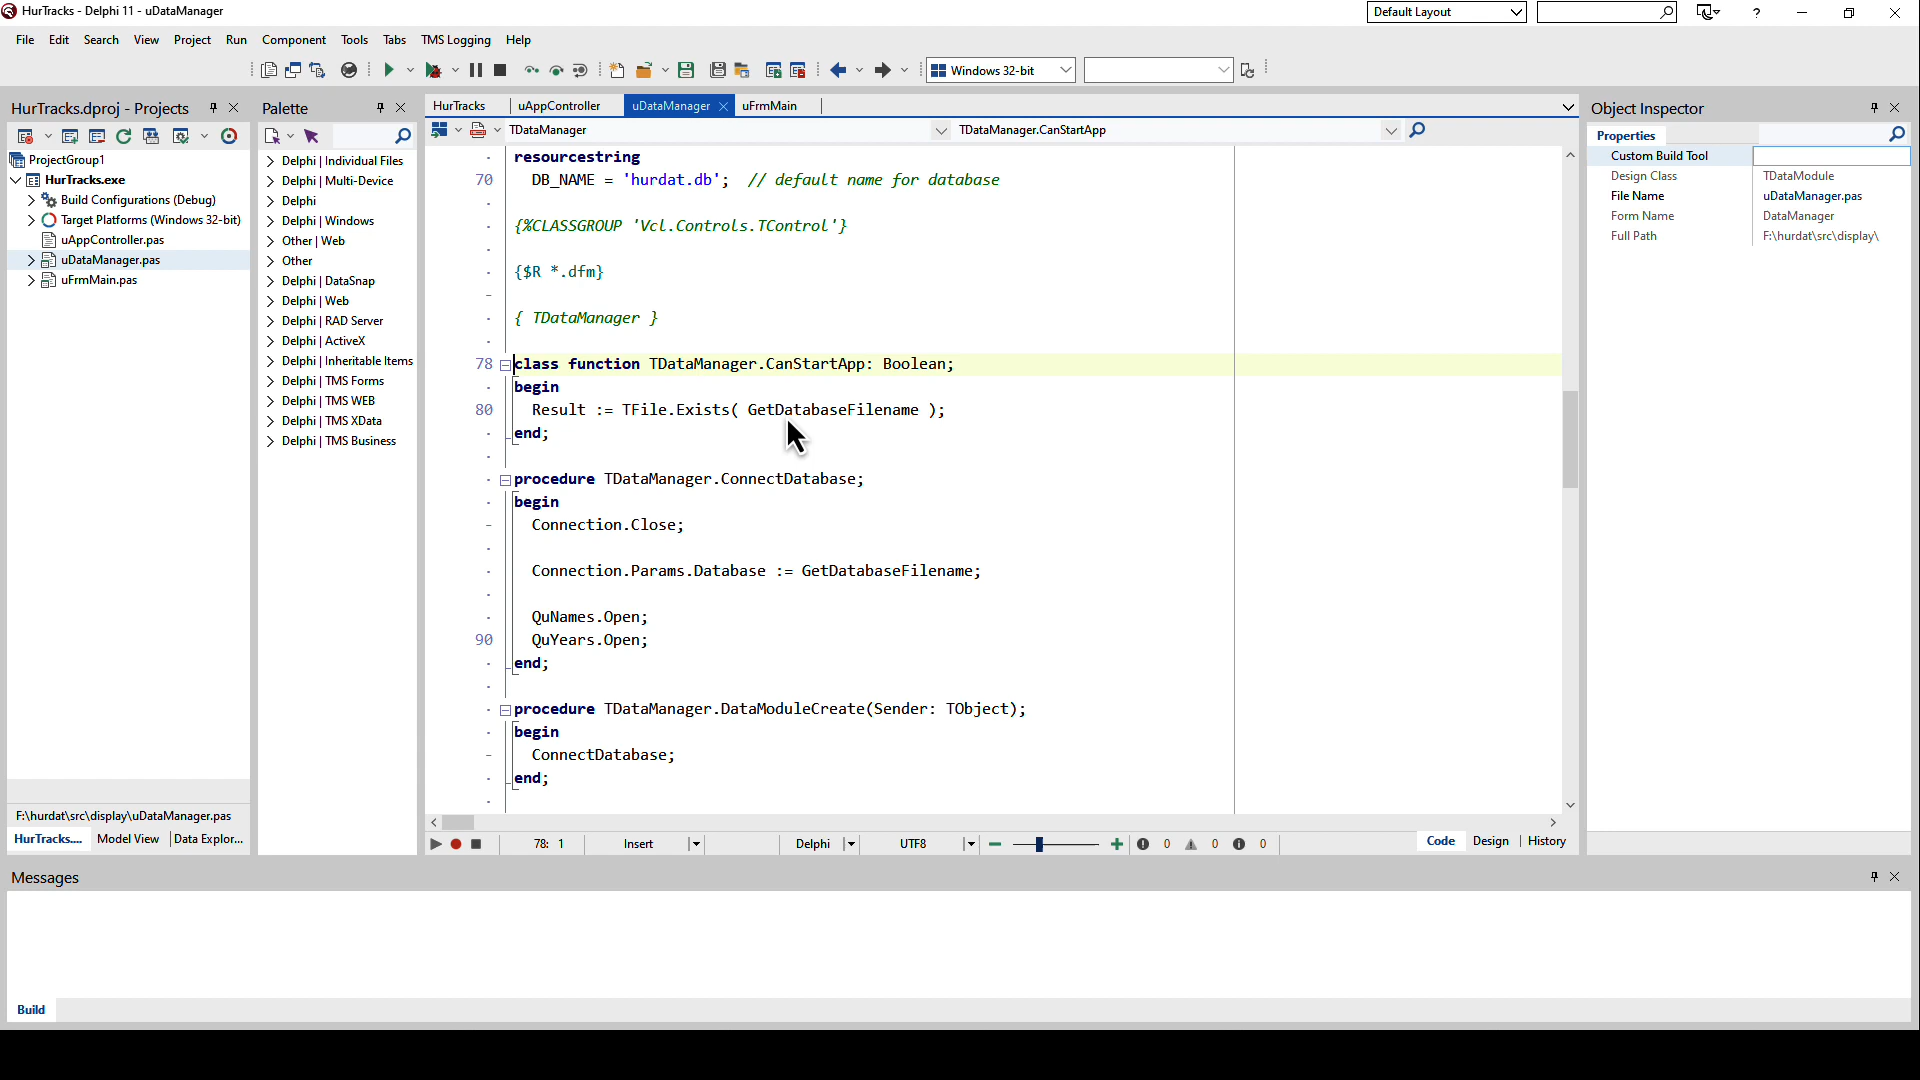 HurTracks - Delphi 11 - uDataManager
Default Layout
?
File Edit Search View Project Run Component Tools Tabs TMS Logging Help
Windows 32-bit
HurTracks.dproj - Projects
ProjectGroup1
HurTracks.exe
Build Configurations (Debug)
Target Platforms (Windows 32-bit)
uAppController.pas
uDataManager.pas
uFrmMain.pas
F:\hurdat\src\display\uDataManager.pas
HurTracks.... Model View Data Explor...
Palette
Delphi | Individual Files
Delphi | Multi-Device
Delphi
Delphi | Windows
Other | Web
Other
Delphi | DataSnap
Delphi | Web
Delphi | RAD Server
Delphi | ActiveX
Delphi | Inheritable Items
Delphi | TMS Forms
Delphi | TMS WEB
Delphi | TMS XData
Delphi | TMS Business
HurTracks uAppController uDataManager uFrmMain
TDataManager TDataManager.CanStartApp
resourcestring
70 DB_NAME = 'hurdat.db'; // default name for database
{%CLASSGROUP 'Vcl.Controls.TControl'}
{$R *.dfm}
{ TDataManager }
78 class function TDataManager.CanStartApp: Boolean;
begin
80 Result := TFile.Exists( GetDatabaseFilename );
end;
procedure TDataManager.ConnectDatabase;
begin
Connection.Close;
Connection.Params.Database := GetDatabaseFilename;
QuNames.Open;
90 QuYears.Open;
end;
procedure TDataManager.DataModuleCreate(Sender: TObject);
begin
ConnectDatabase;
end;
78: 1 Insert Delphi UTF8 0 0 0 Code Design History
Object Inspector
Properties
Custom Build Tool
Design Class TDataModule
File Name uDataManager.pas
Form Name DataManager
Full Path F:\hurdat\src\display\
Messages
Build